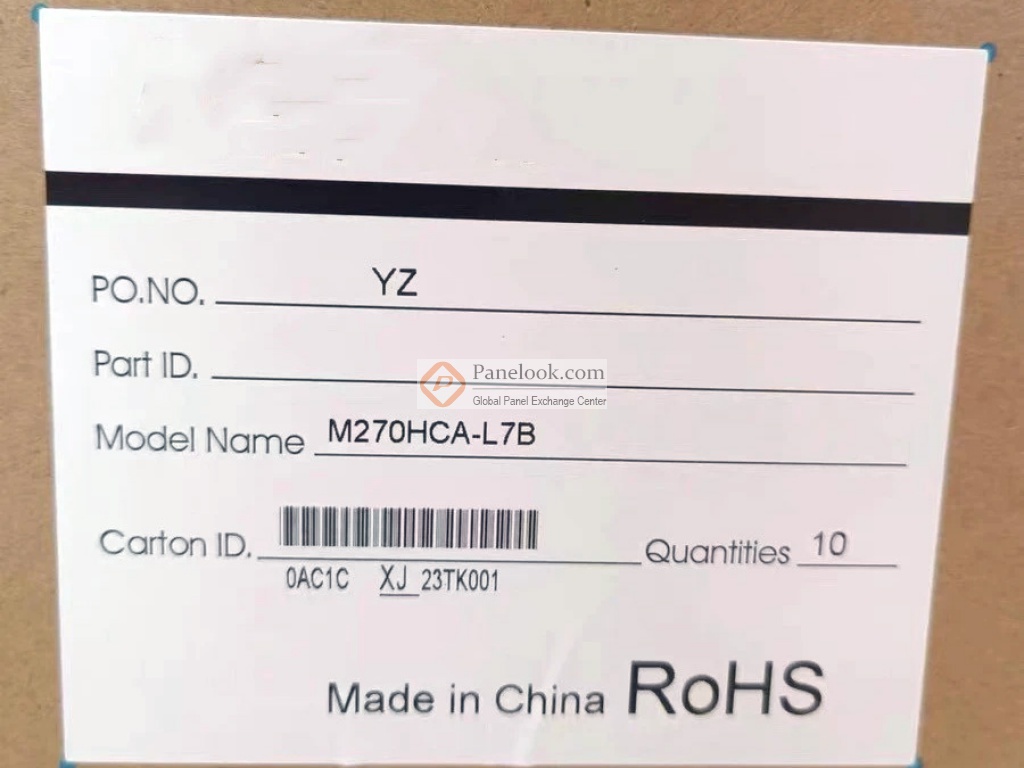 PO.NO. YZ
Part ID.
Panelook.com
Global Panel Exchange Center
Model Name M270HCA-L7B
Carton ID. Quantities 10
0AC1C XJ 23TK001
Made in China RoHS